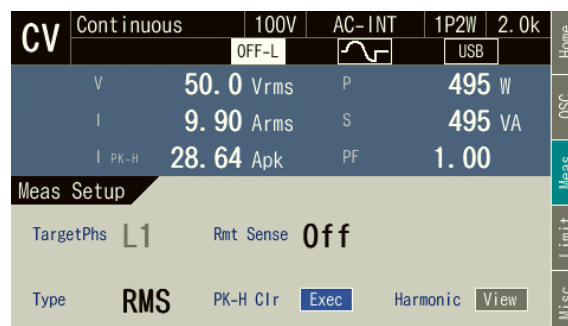 CV Continuous 100V AC-INT 1P2W 2.0k
OFF-L USB
V 50.0 Vrms P 495 W
I 9.90 Arms S 495 VA
I PK-H 28.64 Apk PF 1.00
Meas Setup
TargetPhs L1 Rmt Sense Off
Type RMS PK-H Clr Exec Harmonic View
Home
OSC
Meas
Limit
Misc